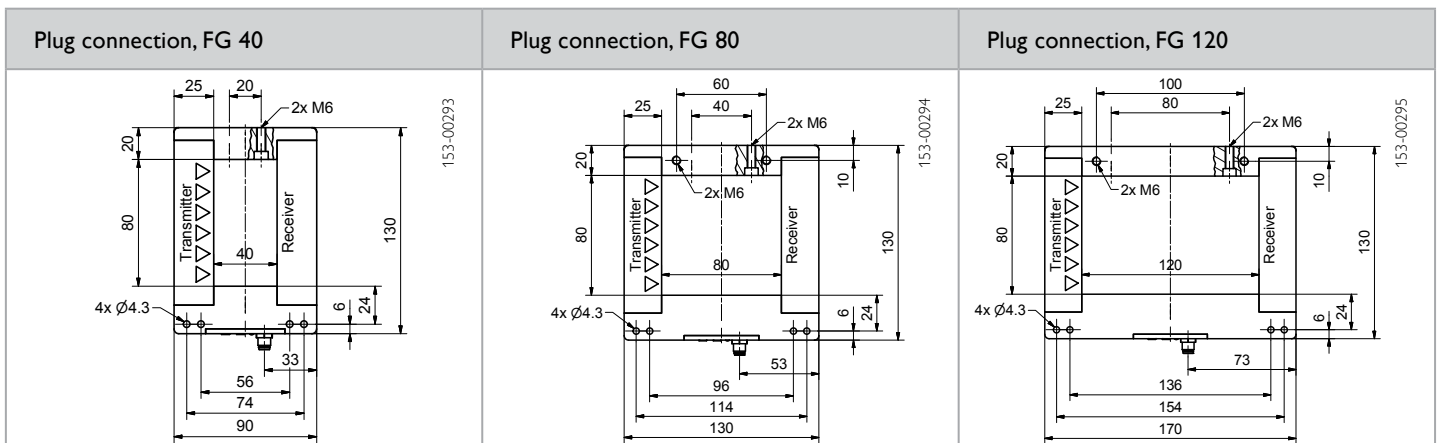 Plug connection, FG 40
Plug connection, FG 80
Plug connection, FG 120
25
20
2x M6
153-00293
20
80
Transmitter
Receiver
40
130
4x Ø4.3
6
24
33
56
74
90
60
25
40
2x M6
153-00294
20
10
2x M6
80
Transmitter
Receiver
80
130
4x Ø4.3
6
24
53
96
114
130
100
25
80
2x M6
153-00295
20
10
2x M6
80
Transmitter
Receiver
120
130
4x Ø4.3
6
24
73
136
154
170